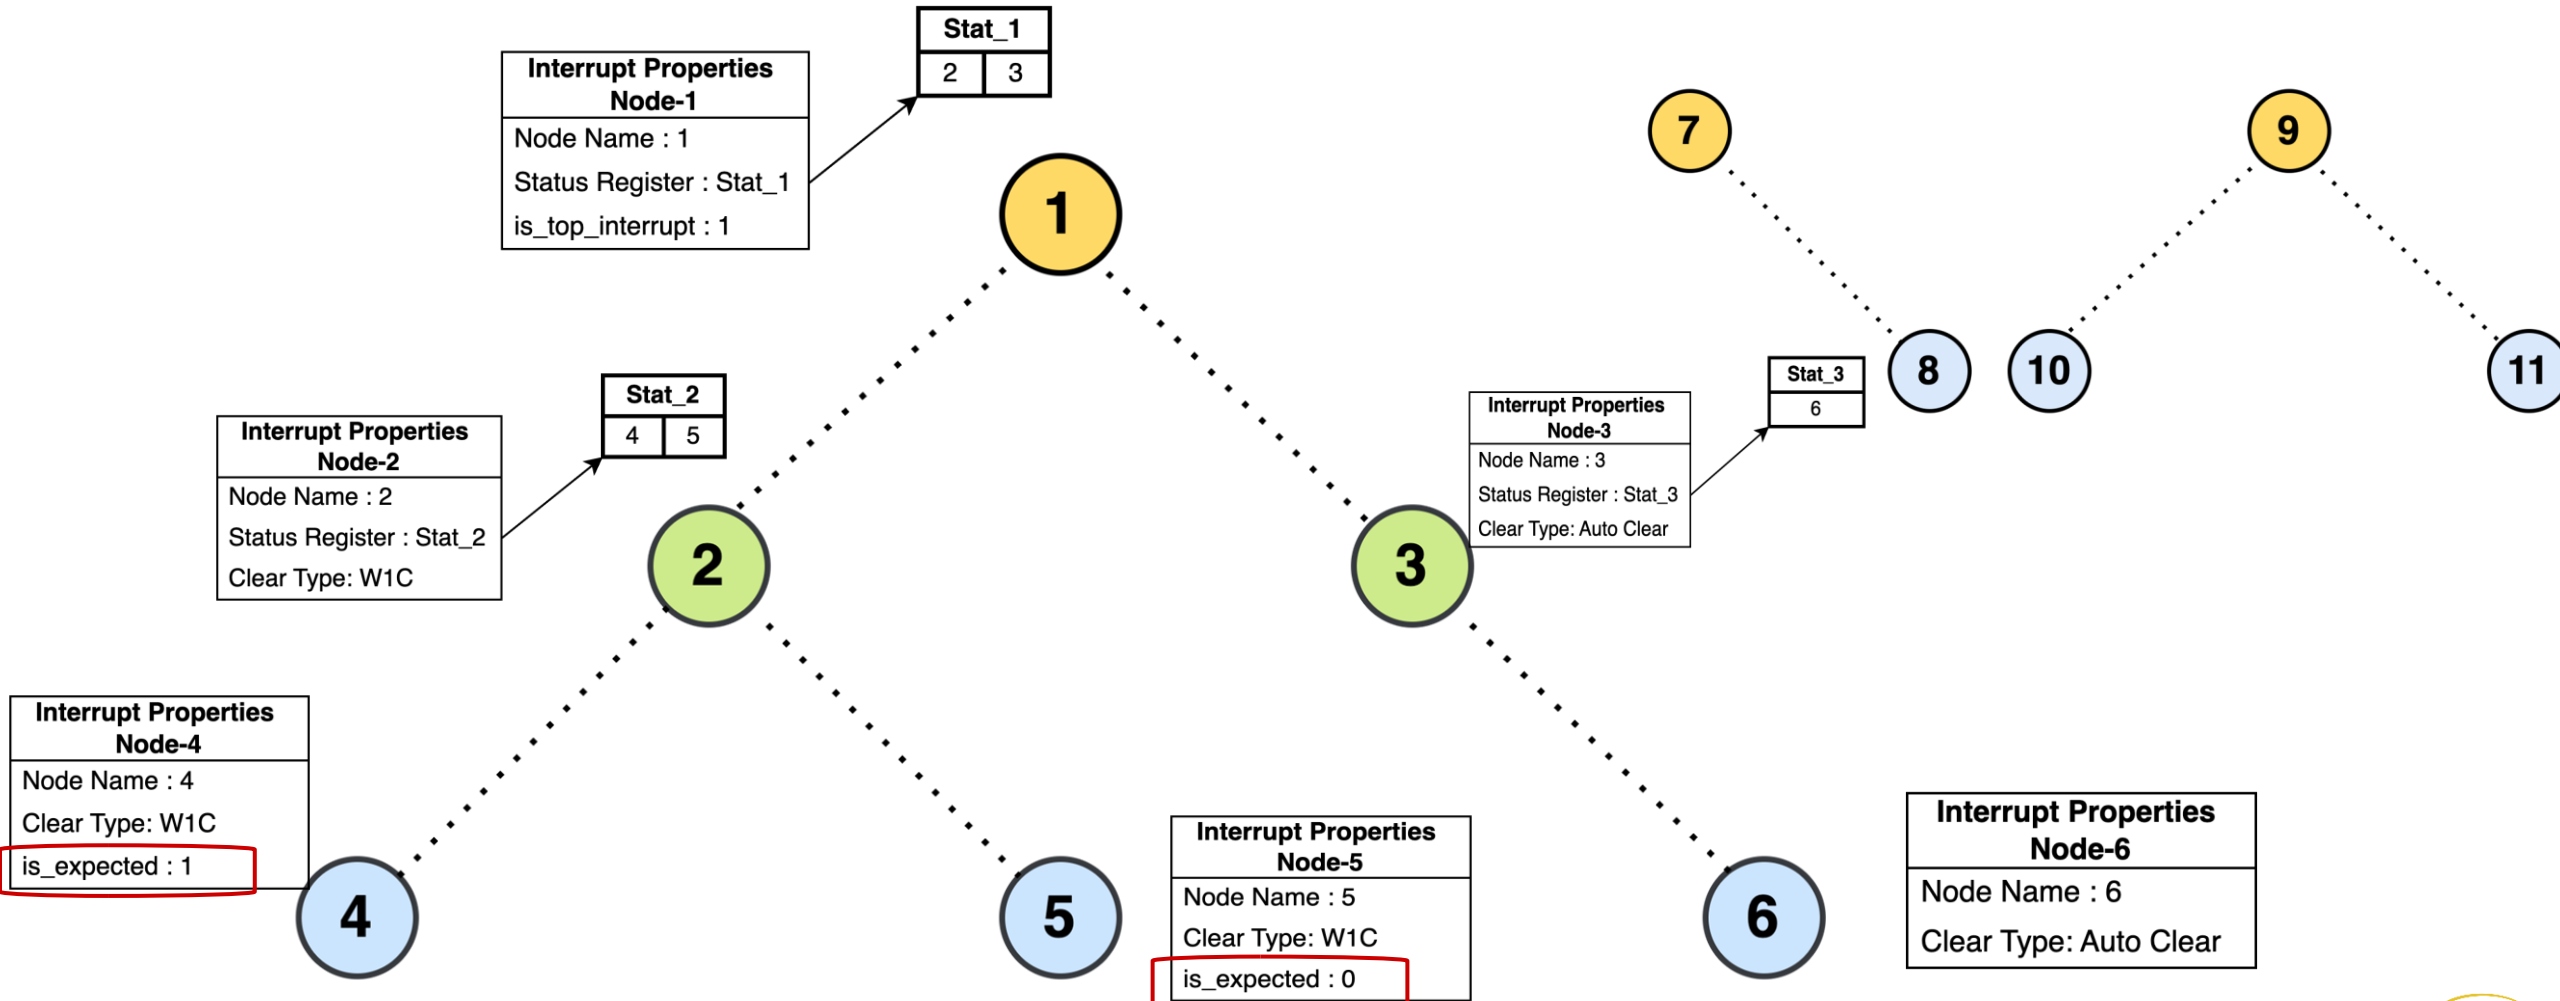 Stat_1
2 3
Interrupt Properties
Node-1
Node Name : 1
Status Register : Stat_1
is_top_interrupt : 1
1
7
9
8
10
11
Stat_2
4 5
Interrupt Properties
Node-2
Node Name : 2
Status Register : Stat_2
Clear Type: W1C
2
Stat_3
6
Interrupt Properties
Node-3
Node Name : 3
Status Register : Stat_3
Clear Type: Auto Clear
3
Interrupt Properties
Node-4
Node Name : 4
Clear Type: W1C
is_expected : 1
4
5
Interrupt Properties
Node-5
Node Name : 5
Clear Type: W1C
is_expected : 0
6
Interrupt Properties
Node-6
Node Name : 6
Clear Type: Auto Clear